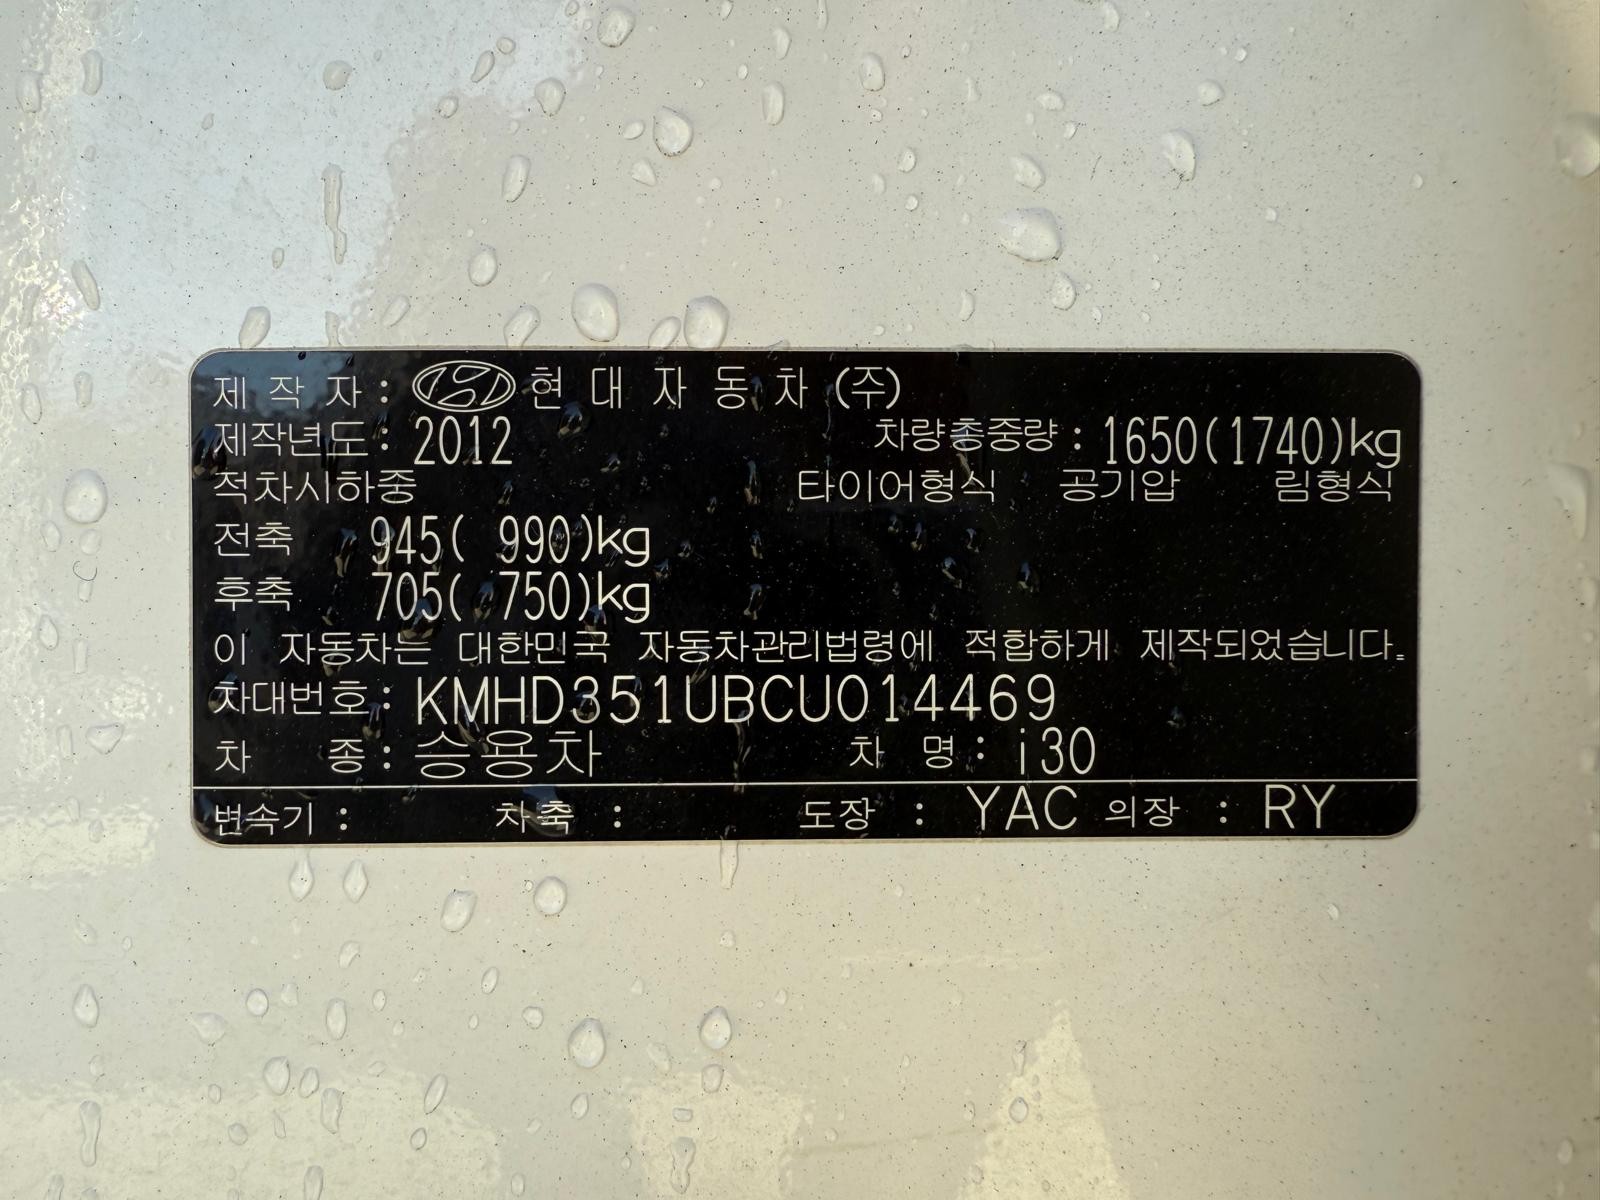 제 작 자 : 현 대 자 동 차 (주)
제작년도 : 2012 차량총중량 : 1650(1740)kg
적차시하중 타이어형식 공기압 림형식
전축 945( 990)kg
후축 705( 750)kg
이 자동차는 대한민국 자동차관리법령에 적합하게 제작되었습니다.
차대번호 : KMHD351UBCU014469
차 종 : 승용차 차 명 : i30
변속기 : 차축 : 도장 : YAC 의장 : RY